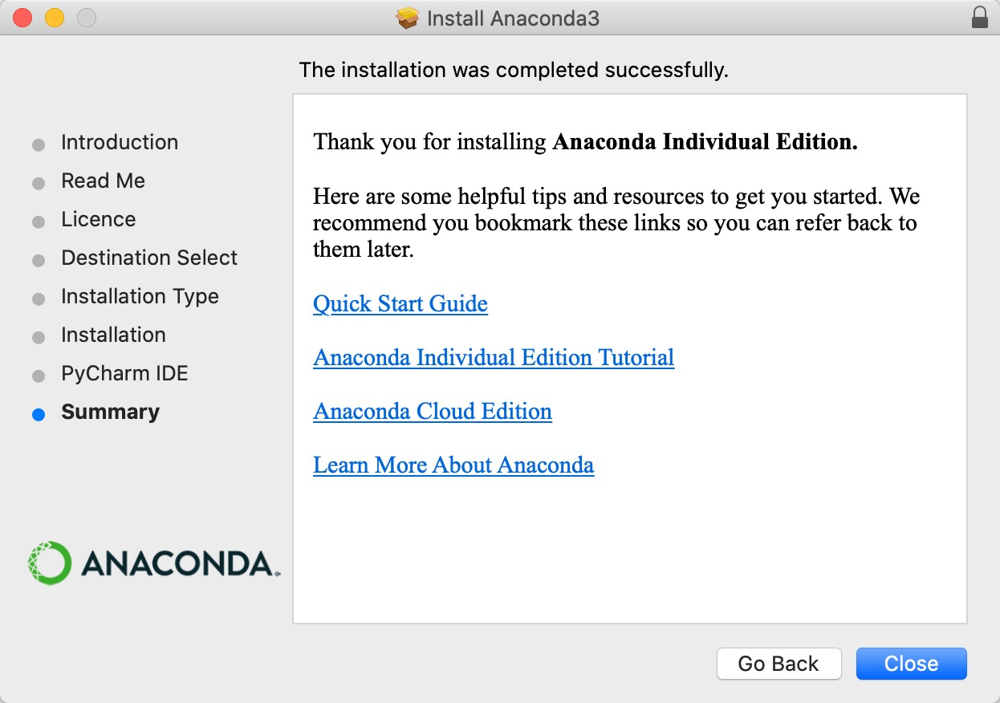 Install Anaconda3
The installation was completed successfully.
Introduction
Read Me
Licence
Destination Select
Installation Type
Installation
PyCharm IDE
Summary
Thank you for installing Anaconda Individual Edition.
Here are some helpful tips and resources to get you started. We
recommend you bookmark these links so you can refer back to
them later.
Quick Start Guide
Anaconda Individual Edition Tutorial
Anaconda Cloud Edition
Learn More About Anaconda
ANACONDA.
Go Back
Close